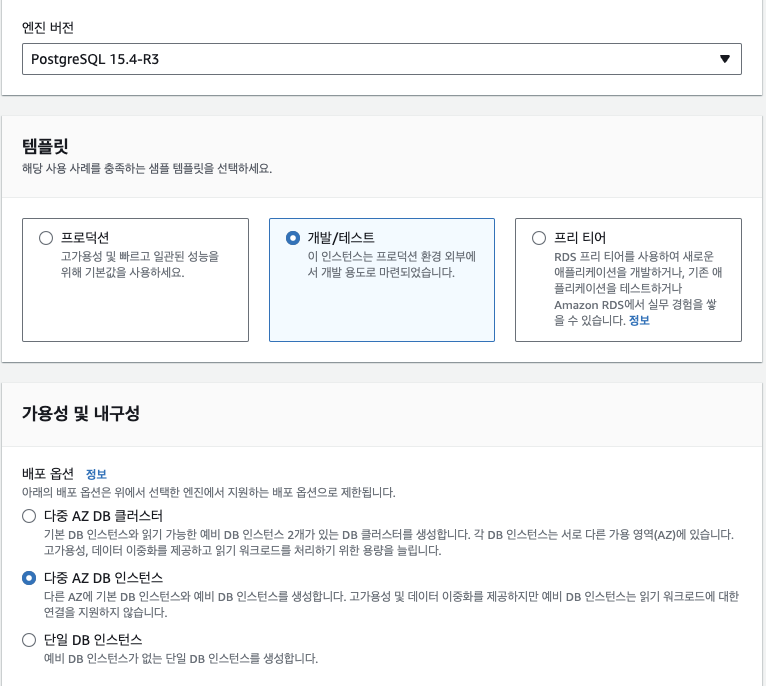 엔진 버전
PostgreSQL 15.4-R3
템플릿
해당 사용 사례를 충족하는 샘플 템플릿을 선택하세요.
프로덕션
고가용성 및 빠르고 일관된 성능을
위해 기본값을 사용하세요.
개발/테스트
이 인스턴스는 프로덕션 환경 외부에
서 개발 용도로 마련되었습니다.
프리 티어
RDS 프리 티어를 사용하여 새로운
애플리케이션을 개발하거나, 기존 애
플리케이션을 테스트하거나
Amazon RDS에서 실무 경험을 쌓
을 수 있습니다. 정보
가용성 및 내구성
배포 옵션 정보
아래의 배포 옵션은 위에서 선택한 엔진에서 지원하는 배포 옵션으로 제한됩니다.
다중 AZ DB 클러스터
기본 DB 인스턴스와 읽기 가능한 예비 DB 인스턴스 2개가 있는 DB 클러스터를 생성합니다. 각 DB 인스턴스는 서로 다른 가용 영역(AZ)에 있습니다.
고가용성, 데이터 이중화를 제공하고 읽기 워크로드를 처리하기 위한 용량을 늘립니다.
다중 AZ DB 인스턴스
다른 AZ에 기본 DB 인스턴스와 예비 DB 인스턴스를 생성합니다. 고가용성 및 데이터 이중화를 제공하지만 예비 DB 인스턴스는 읽기 워크로드에 대한
연결을 지원하지 않습니다.
단일 DB 인스턴스
예비 DB 인스턴스가 없는 단일 DB 인스턴스를 생성합니다.